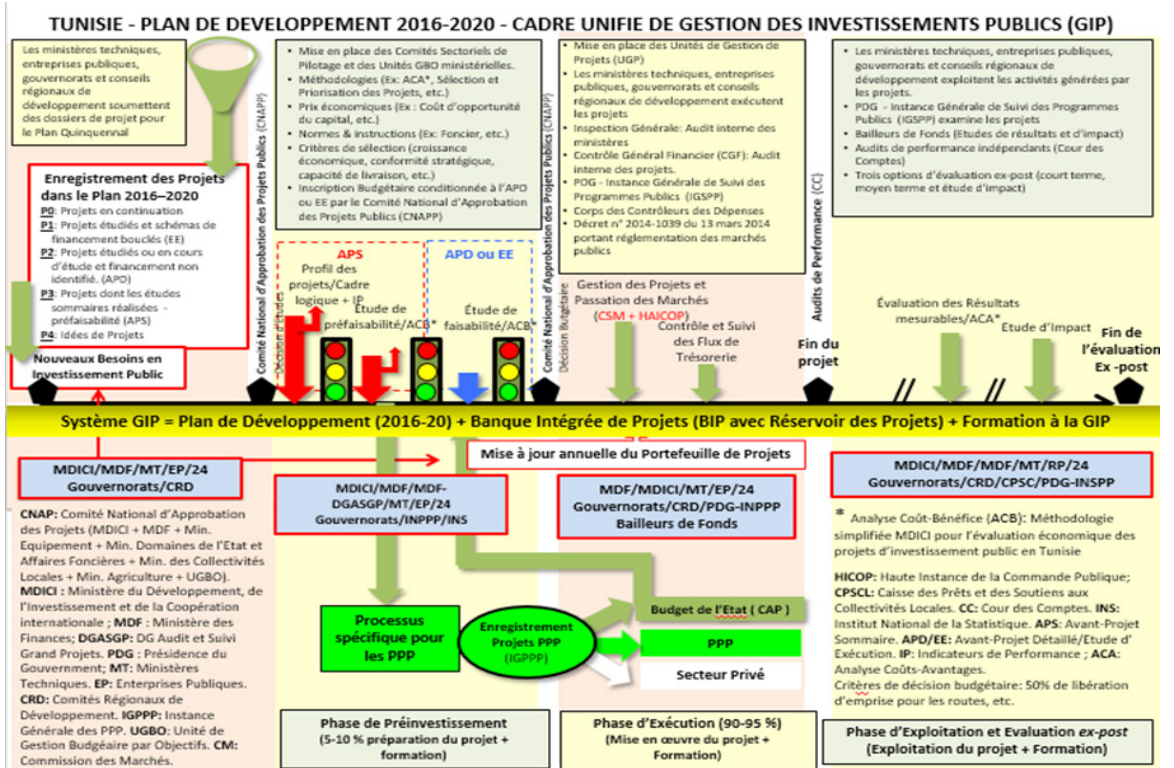 TUNISIE - PLAN DE DEVELOPPEMENT 2016-2020 - CADRE UNIFIE DE GESTION DES INVESTISSEMENTS PUBLICS (GIP)
Les ministères techniques,
entreprises publiques,
gouvernorats et conseils
régionaux de
développement soumettent
des dossiers de projet pour
le Plan Quinquennal
Enregistrement des Projets
dans le Plan 2016–2020
P0: Projets en continuation
P1: Projets étudiés et schémas de
financement bouclés (EE)
P2: Projets étudiés ou en cours
d'étude et financement non
identifié. (APD)
P3: Projets dont les études
sommaires réalisées -
préfaisabilité (APS)
P4: Idées de Projets
Nouveaux Besoins en
Investissement Public
Comité National d'Approbation des Projets Publics (CNAPP)
• Mise en place des Comités Sectoriels de
Pilotage et des Unités GBO ministérielles.
• Méthodologies (Ex: ACA*, Sélection et
Priorisation des Projets, etc.)
• Prix économiques (Ex : Coût d'opportunité
du capital, etc.)
• Normes & instructions (Ex: Foncier, etc.)
• Critères de sélection (croissance
économique, conformité stratégique,
capacité de livraison, etc.)
• Inscription Budgétaire conditionnée à l'APD
ou EE par le Comité National d'Approbation
des Projets Publics (CNAPP)
Décision d'études
APS
Profil des
projets/Cadre
logique + IP
Étude de
préfaisabilité/ACB*
APD ou EE
Étude de
faisabilité/ACB*
Comité National d'Approbation des Projets Publics (CNAPP)
Décision Butgétaire
• Mise en place des Unités de Gestion de
Projets (UGP)
• Les ministères techniques, entreprises
publiques, gouvernorats et conseils
régionaux de développement exécutent
les projets
• Inspection Générale: Audit interne des
ministères
• Contrôle Général Financier (CGF): Audit
interne des projets.
• PDG - Instance Générale de Suivi des
Programmes Publics (IGSPP)
• Corps des Contrôleurs des Dépenses
• Décret n° 2014-1039 du 13 mars 2014
portant réglementation des marchés
publics
Gestion des Projets et
Passation des Marchés
(CSM + HAICOP)
Contrôle et Suivi
des Flux de
Trésorerie
Audits de Performance (CC)
Fin du
projet
• Les ministères techniques, entreprises publiques,
gouvernorats et conseils régionaux de
développement exploitent les activités générées par
les projets
• PDG - Instance Générale de Suivi des Programmes
Publics (IGSPP) examine les projets
• Bailleurs de Fonds (Etudes de résultats et d'impact)
• Audits de performance indépendants (Cour des
Comptes)
• Trois options d'évaluation ex-post (court terme,
moyen terme et étude d'impact)
Évaluation des Résultats
mesurables/ACA*
Etude d'Impact
Fin de
l'évaluation
Ex -post
Système GIP = Plan de Développement (2016-20) + Banque Intégrée de Projets (BIP avec Réservoir des Projets) + Formation à la GIP
Mise à jour annuelle du Portefeuille de Projets
MDICI/MDF/MT/EP/24
Gouvernorats/CRD
CNAP: Comité National d'Approbation
des Projets (MDICI + MDF + Min.
Equipement + Min. Domaines de l'Etat et
Affaires Foncières + Min. des Collectivités
Locales + Min. Agriculture + UGBO).
MDICI : Ministère du Développement, de
l'Investissement et de la Coopération
internationale ; MDF : Ministère des
Finances; DGASGP: DG Audit et Suivi
Grand Projets. PDG : Présidence du
Gouvernment; MT: Ministères
Techniques. EP: Enterprises Publiques.
CRD: Comités Régionaux de
Développement. IGPPP: Instance
Générale des PPP. UGBO: Unité de
Gestion Budgéaire par Objectifs. CM:
Commission des Marchés.
MDICI/MDF/MDF-
DGASGP/MT/EP/24
Gouvernorats/INPPP/INS
Processus
spécifique pour
les PPP
Enregistrement
Projets PPP
(IGPPP)
Phase de Préinvestissement
(5-10 % préparation du projet +
formation)
MDF/MDICI/MT/EP/24
Gouvernorats/CRD/PDG-INPPP
Bailleurs de Fonds
Budget de l'Etat ( CAP )
PPP
Secteur Privé
Phase d'Exécution (90-95 %)
(Mise en œuvre du projet +
Formation)
MDICI/MDF/MDF/MT/RP/24
Gouvernorats/CRD/CPSC/PDG-INSPP
* Analyse Coût-Bénéfice (ACB): Méthodologie
simplifiée MDICI pour l'évaluation économique des
projets d'investissement public en Tunisie
HICOP: Haute Instance de la Commande Publique;
CPSCL: Caisse des Prêts et des Soutiens aux
Collectivités Locales. CC: Cour des Comptes. INS:
Institut National de la Statistique. APS: Avant-Projet
Sommaire. APD/EE: Avant-Projet Détaillé/Etude d'
Exécution. IP: Indicateurs de Performance ; ACA:
Analyse Coûts-Avantages.
Critères de décision budgétaire: 50% de libération
d'emprise pour les routes, etc.
Phase d'Exploitation et Evaluation ex-post
(Exploitation du projet + Formation)